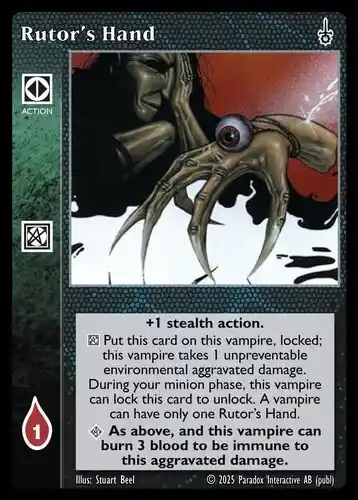 Rutor's Hand
ACTION
+1 stealth action.
Put this card on this vampire, locked;
this vampire takes 1 unpreventable
environmental aggravated damage.
During your minion phase, this vampire
can lock this card to unlock. A vampire
can have only one Rutor's Hand.
As above, and this vampire can
burn 3 blood to be immune to
this aggravated damage.
1
Illus: Stuart Beel
© 2025 Paradox Interactive AB (publ)